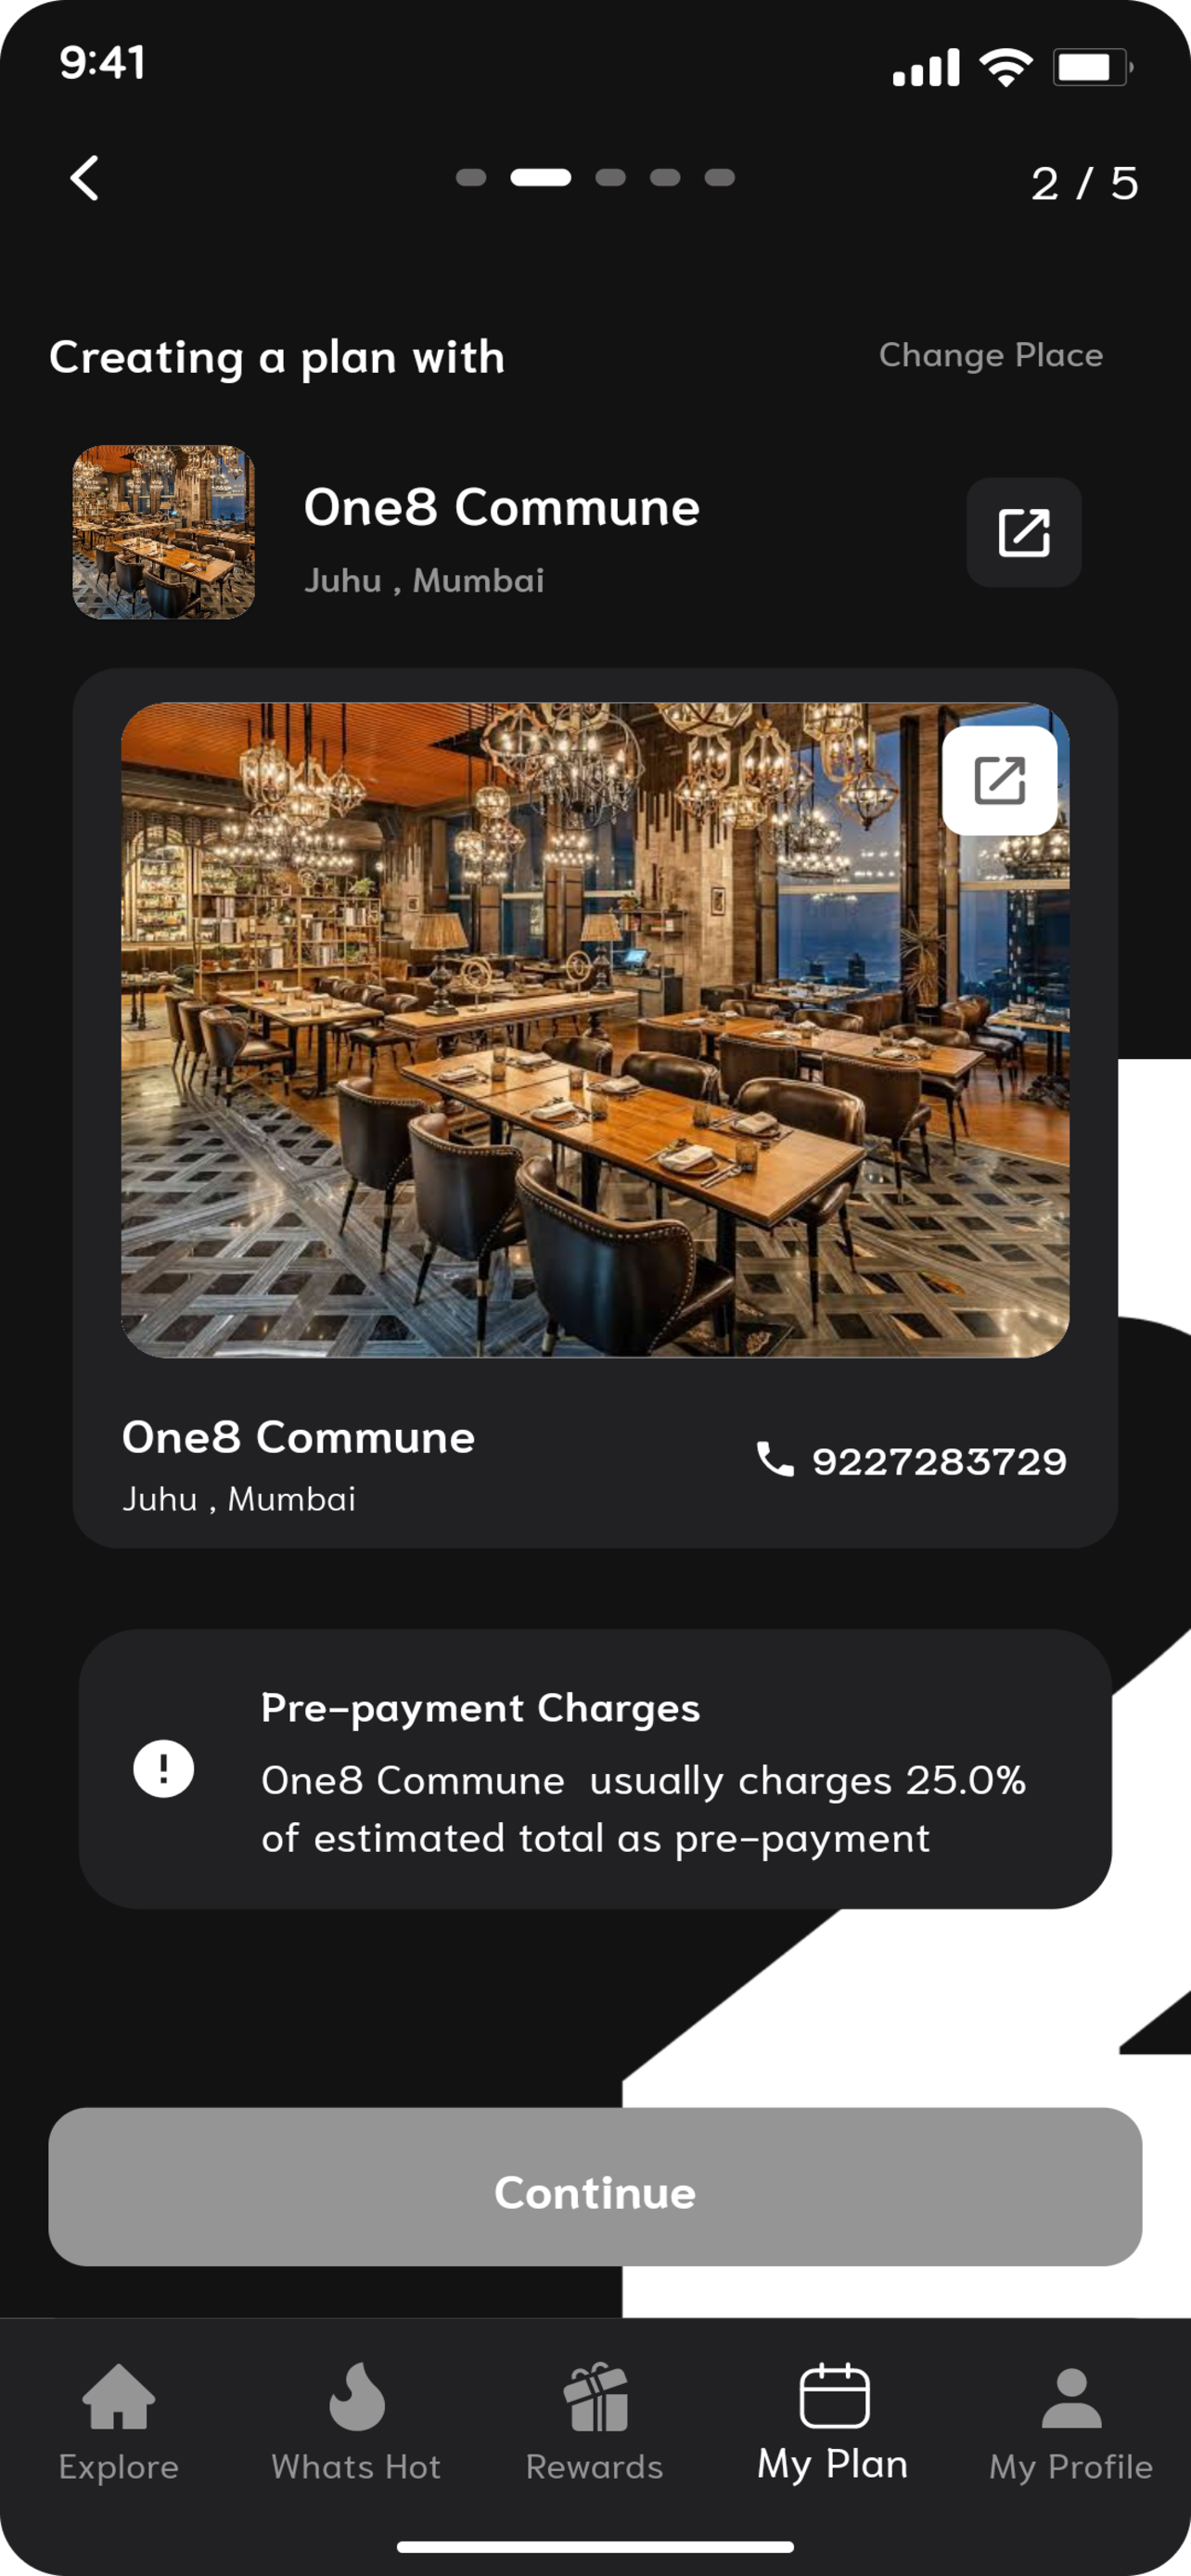 9:41
2 / 5
Creating a plan with
Change Place
One8 Commune
Juhu , Mumbai
One8 Commune
Juhu , Mumbai
9227283729
Pre-payment Charges
One8 Commune usually charges 25.0%
of estimated total as pre-payment
Continue
Explore
Whats Hot
Rewards
My Plan
My Profile